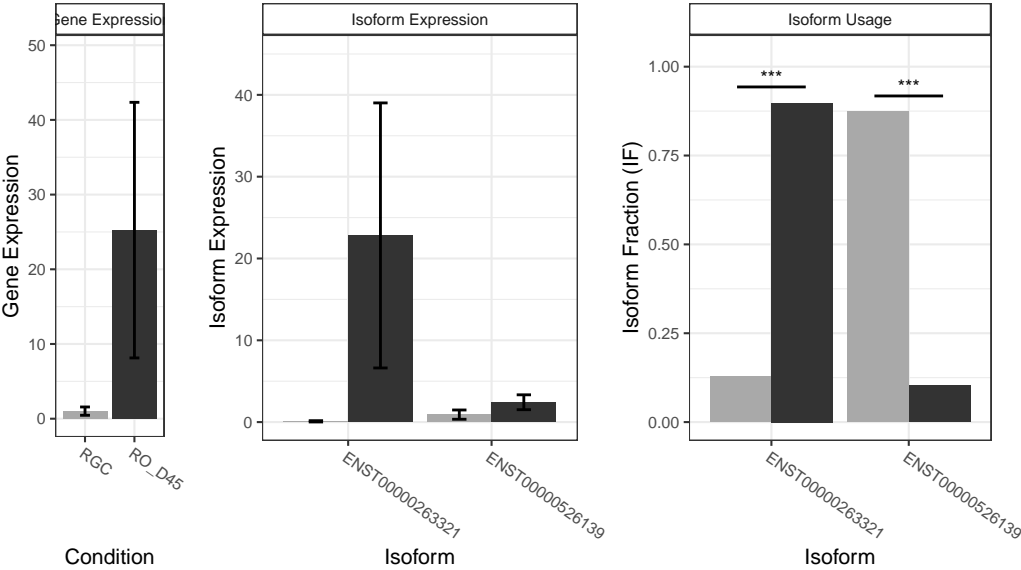 Gene Expression
Isoform Expression
Isoform Usage
Gene Expression
50
40
30
20
10
0
RGC
RO_D45
Condition
Isoform Expression
40
30
20
10
0
ENST00000263321
ENST00000526139
Isoform
Isoform Fraction (IF)
1.00
0.75
0.50
0.25
0.00
***
***
ENST00000263321
ENST00000526139
Isoform